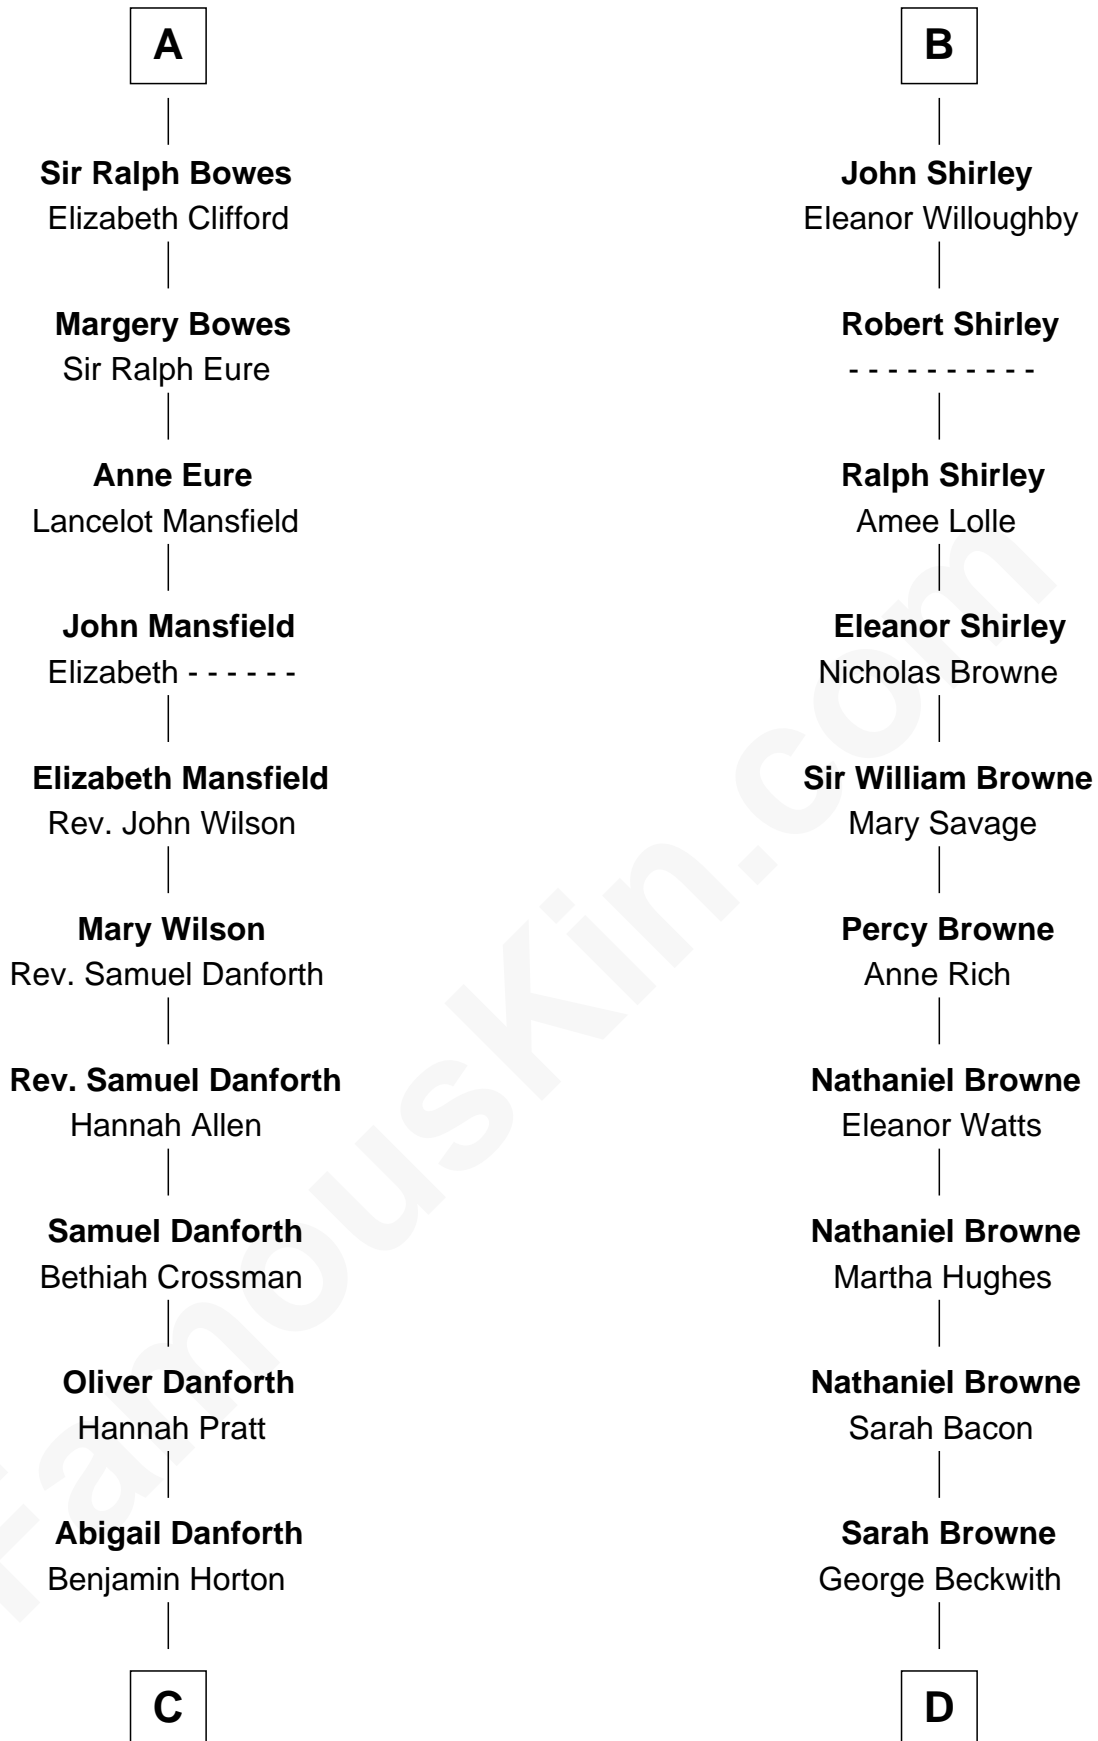 A
Sir Ralph Bowes
Elizabeth Clifford
Margery Bowes
Sir Ralph Eure
Anne Eure
Lancelot Mansfield
John Mansfield
Elizabeth - - - - - -
Elizabeth Mansfield
Rev. John Wilson
Mary Wilson
Rev. Samuel Danforth
Rev. Samuel Danforth
Hannah Allen
Samuel Danforth
Bethiah Crossman
Oliver Danforth
Hannah Pratt
Abigail Danforth
Benjamin Horton
C
B
John Shirley
Eleanor Willoughby
Robert Shirley
- - - - - - - - - -
Ralph Shirley
Amee Lolle
Eleanor Shirley
Nicholas Browne
Sir William Browne
Mary Savage
Percy Browne
Anne Rich
Nathaniel Browne
Eleanor Watts
Nathaniel Browne
Martha Hughes
Nathaniel Browne
Sarah Bacon
Sarah Browne
George Beckwith
D
FamousKin.com